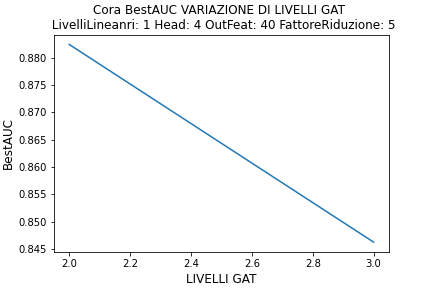 Cora BestAUC VARIAZIONE DI LIVELLI GAT
LivelliLineanri: 1 Head: 4 OutFeat: 40 FattoreRiduzione: 5
0.880
0.875
0.870
0.865
0.860
0.855
0.850
0.845
BestAUC
2.0 2.2 2.4 2.6 2.8 3.0
LIVELLI GAT